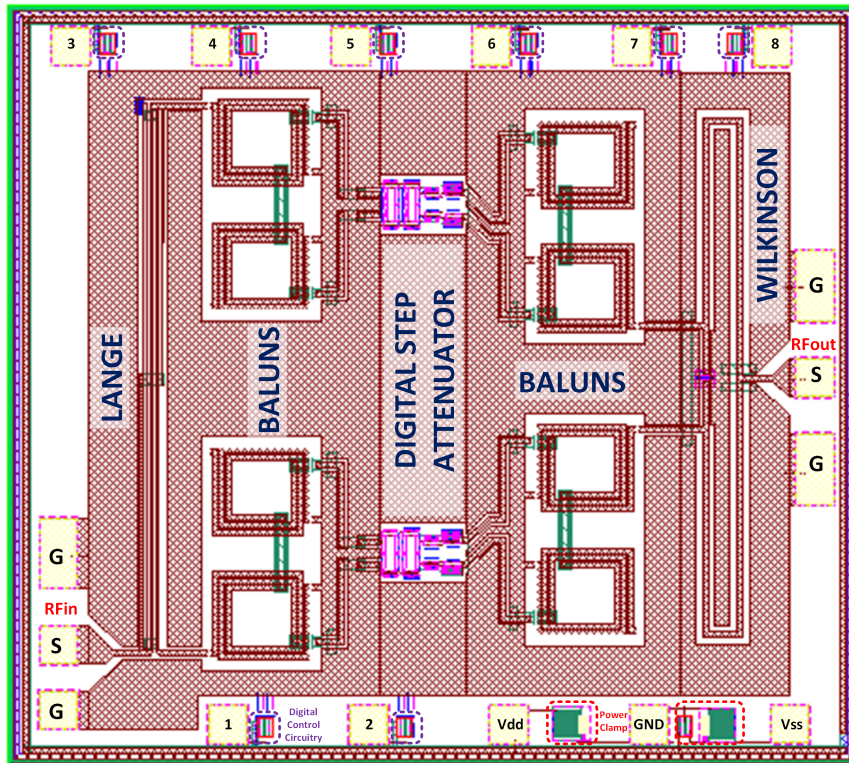 3
4
5
6
7
8
WILKINSON
G
RFout
S
G
LANGE
BALUNS
DIGITAL STEP
ATTENUATOR
BALUNS
G
RFin
S
G
1
Digital
Control
Circuitry
2
Vdd
Power
Clamp
GND
Vss